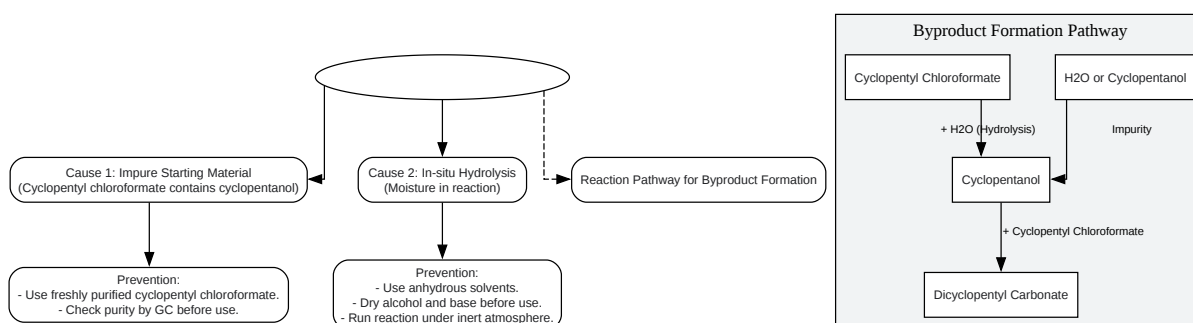 Cause 1: Impure Starting Material
(Cyclopentyl chloroformate contains cyclopentanol)
Cause 2: In-situ Hydrolysis
(Moisture in reaction)
Reaction Pathway for Byproduct Formation
Prevention:
- Use freshly purified cyclopentyl chloroformate.
- Check purity by GC before use.
Prevention:
- Use anhydrous solvents.
- Dry alcohol and base before use.
- Run reaction under inert atmosphere.
Byproduct Formation Pathway
Cyclopentyl Chloroformate
H2O or Cyclopentanol
+ H2O (Hydrolysis)
Impurity
Cyclopentanol
+ Cyclopentyl Chloroformate
Dicyclopentyl Carbonate